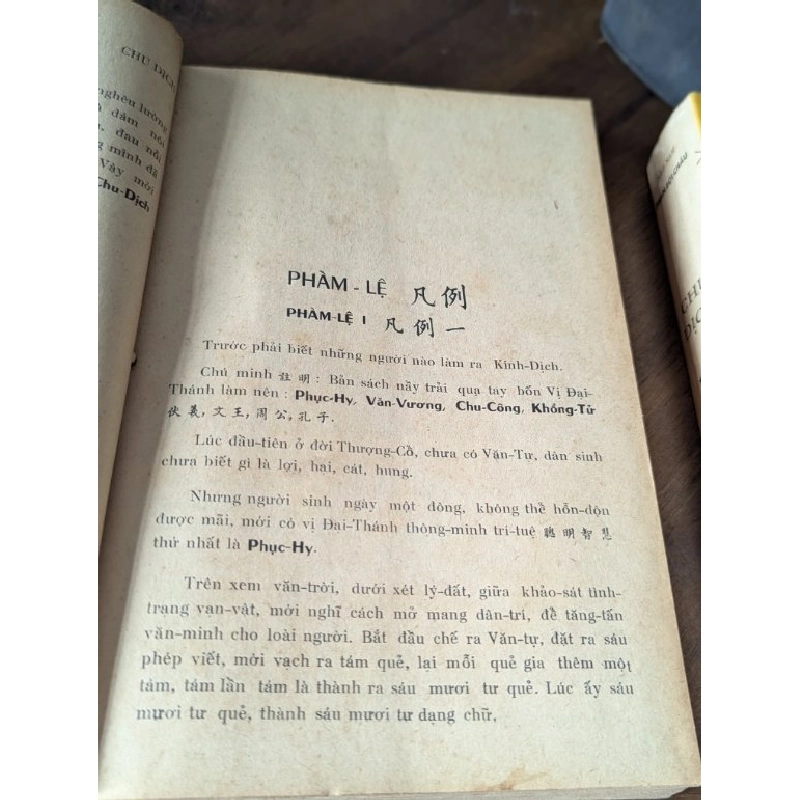 CHU DỊCH
nghêu lường
đám
đầu nổi
minh đã
Vậy mới
Chu-Dịch
PHÀM - LỆ 凡例
PHÀM-LỆ I 凡例一
Trước phải biết những người nào làm ra Kinh-Dịch.
Chú minh 註明: Bản sách nầy trải qua tay bốn Vị Đại-
Thánh làm nên: Phục-Hy, Văn-Vương, Chu-Công, Khổng-Tử
伏羲, 文王, 周公, 孔子.
Lúc đầu-tiên ở đời Thượng-Cổ, chưa có Văn-Tự, dân sinh
chưa biết gì là lợi, hại, cát, hung.
Nhưng người sinh ngày một đông, không thể hỗn-độn
được mãi, mới có vị Đại-Thánh thông-minh trí-tuệ 聰明智慧
thứ nhất là Phục-Hy.
Trên xem văn-trời, dưới xét lý-đất, giữa khảo-sát tình-
trạng vạn-vật, mới nghĩ cách mở mang dân-trí, để tăng-tấn
văn-minh cho loài người. Bắt đầu chế ra Văn-tự, đặt ra sáu
phép viết, mới vạch ra tám quẻ, lại mỗi quẻ gia thêm một
tám, tám lần tám là thành ra sáu mươi tư quẻ. Lúc ấy sáu
mươi tư quẻ, thành sáu mươi tư dạng chữ.